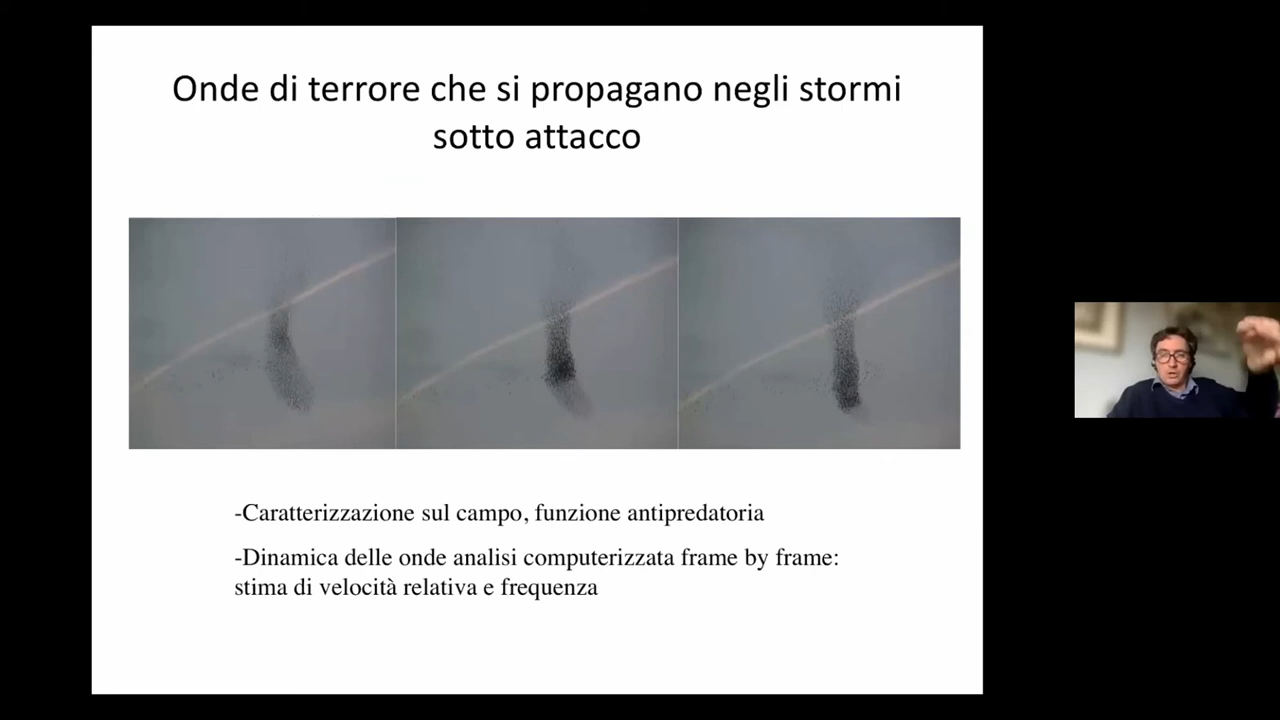 Onde di terrore che si propagano negli stormi
sotto attacco
-Caratterizzazione sul campo, funzione antipredatoria
-Dinamica delle onde analisi computerizzata frame by frame:
stima di velocità relativa e frequenza